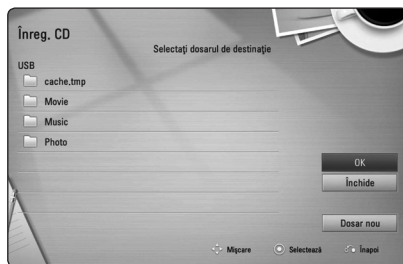 Înreg. CD
Selectaţi dosarul de destinaţie
USB
cache.tmp
Movie
Music
Photo
OK
Închide
Dosar nou
Mişcare Selectează Înapoi